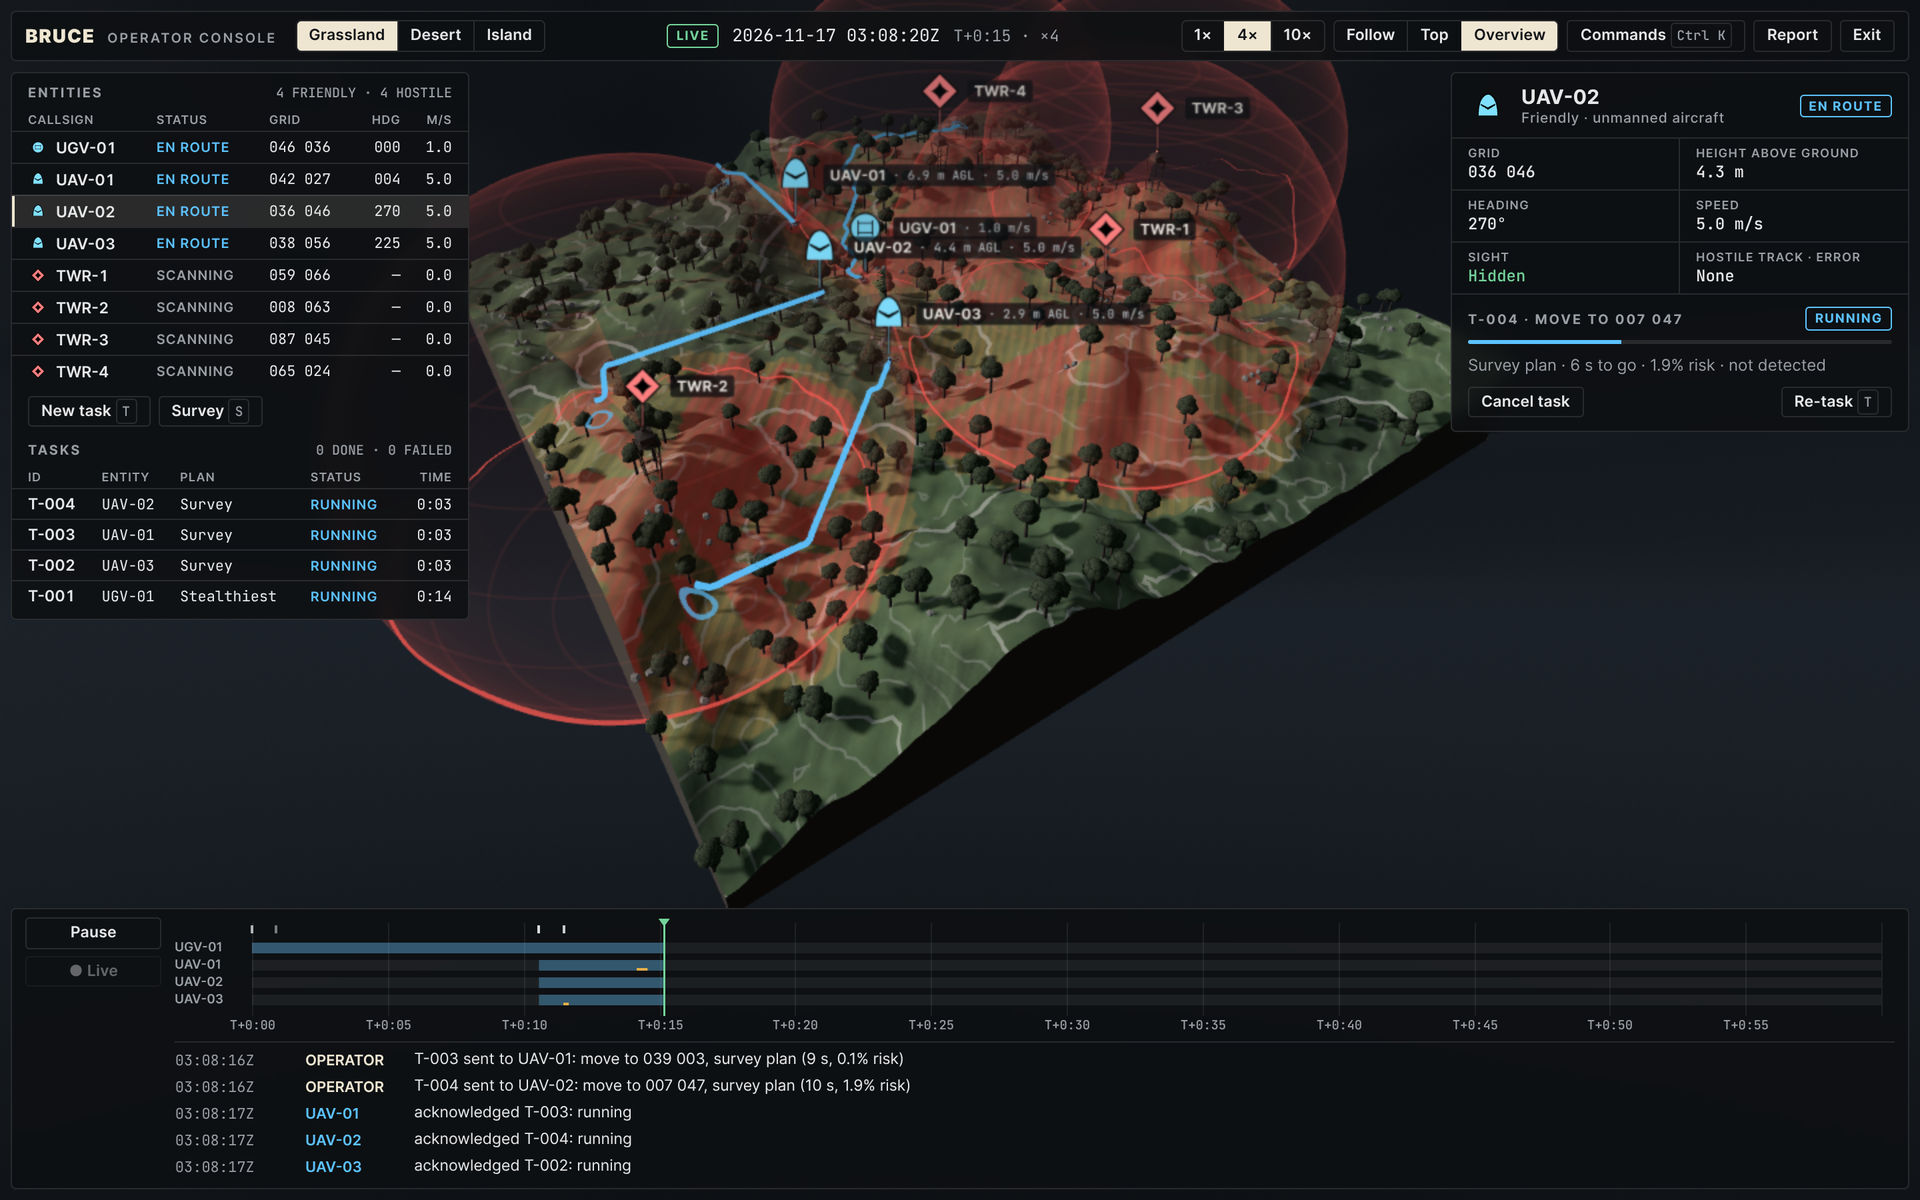 BRUCE OPERATOR CONSOLE Grassland Desert Island LIVE 2026-11-17 03:08:20Z T+0:15 · ×4 1× 4× 10× Follow Top Overview Commands Ctrl K Report Exit
ENTITIES 4 FRIENDLY · 4 HOSTILE
CALLSIGN STATUS GRID HDG M/S
UGV-01 EN ROUTE 046 036 000 1.0
UAV-01 EN ROUTE 042 027 004 5.0
UAV-02 EN ROUTE 036 046 270 5.0
UAV-03 EN ROUTE 038 056 225 5.0
TWR-1 SCANNING 059 066 — 0.0
TWR-2 SCANNING 008 063 — 0.0
TWR-3 SCANNING 087 045 — 0.0
TWR-4 SCANNING 065 024 — 0.0
New task T Survey S
TASKS 0 DONE · 0 FAILED
ID ENTITY PLAN STATUS TIME
T-004 UAV-02 Survey RUNNING 0:03
T-003 UAV-01 Survey RUNNING 0:03
T-002 UAV-03 Survey RUNNING 0:03
T-001 UGV-01 Stealthiest RUNNING 0:14
TWR-4
TWR-3
UAV-01 · 6.9 m AGL · 5.0 m/s
UGV-01 · 1.0 m/s
TWR-1
UAV-02 · 4.4 m AGL · 5.0 m/s
UAV-03 · 2.9 m AGL · 5.0 m/s
TWR-2
UAV-02
Friendly · unmanned aircraft
EN ROUTE
GRID
036 046
HEIGHT ABOVE GROUND
4.3 m
HEADING
270°
SPEED
5.0 m/s
SIGHT
Hidden
HOSTILE TRACK · ERROR
None
T-004 · MOVE TO 007 047 RUNNING
Survey plan · 6 s to go · 1.9% risk · not detected
Cancel task Re-task T
Pause
Live
UGV-01
UAV-01
UAV-02
UAV-03
T+0:00 T+0:05 T+0:10 T+0:15 T+0:20 T+0:25 T+0:30 T+0:35 T+0:40 T+0:45 T+0:50 T+0:55
03:08:16Z OPERATOR T-003 sent to UAV-01: move to 039 003, survey plan (9 s, 0.1% risk)
03:08:16Z OPERATOR T-004 sent to UAV-02: move to 007 047, survey plan (10 s, 1.9% risk)
03:08:17Z UAV-01 acknowledged T-003: running
03:08:17Z UAV-02 acknowledged T-004: running
03:08:17Z UAV-03 acknowledged T-002: running